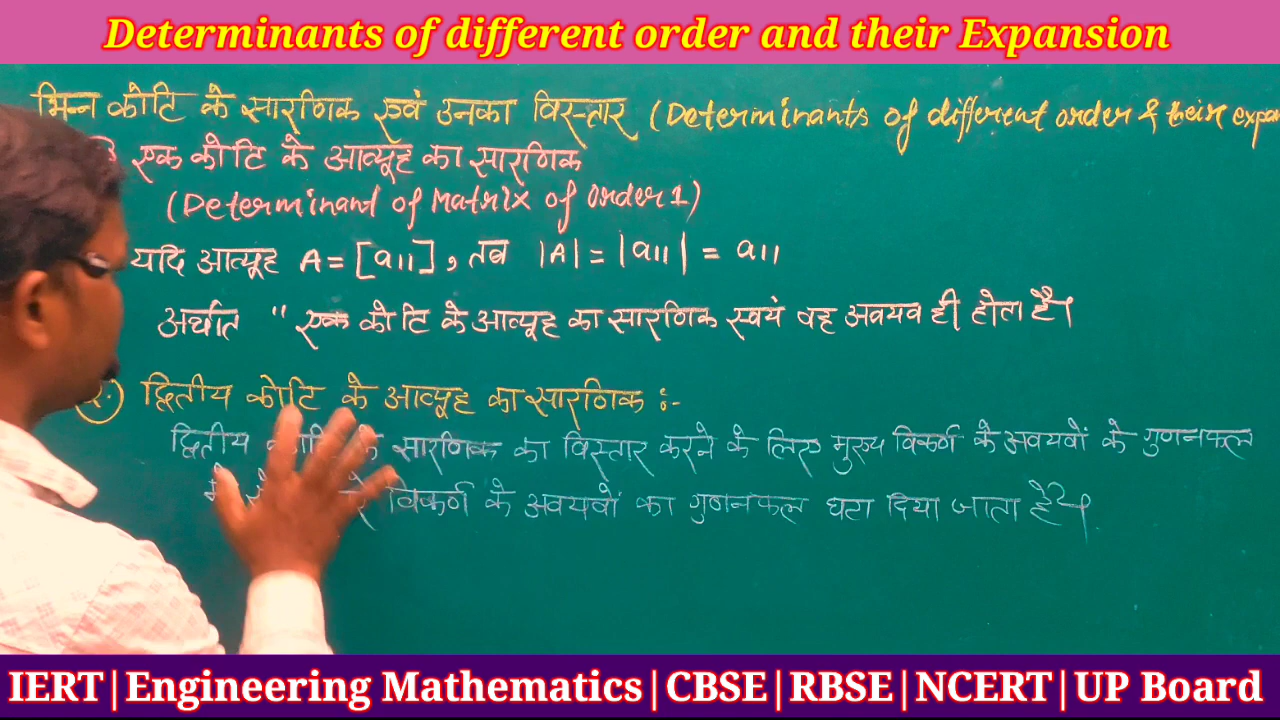 Determinants of different order and their Expansion
भिन्न कोटि के सारणिक एवं उनका विस्तार (Determinants of different order & their expan
एक कोटि के आव्यूह का सारणिक
(Determinant of Matrix of order 1)
यदि आव्यूह A = [a11], तब |A| = |a11| = a11
अर्थात " एक कोटि के आव्यूह का सारणिक स्वयं वह अवयव ही होता है।
2.) द्वितीय कोटि के आव्यूह का सारणिक :-
द्वितीय के सारणिक का विस्तार करने के लिए मुख्य विकर्ण के अवयवों के गुणनफल
विकर्ण के अवयवों का गुणनफल घटा दिया जाता है।
IERT|Engineering Mathematics|CBSE|RBSE|NCERT|UP Board